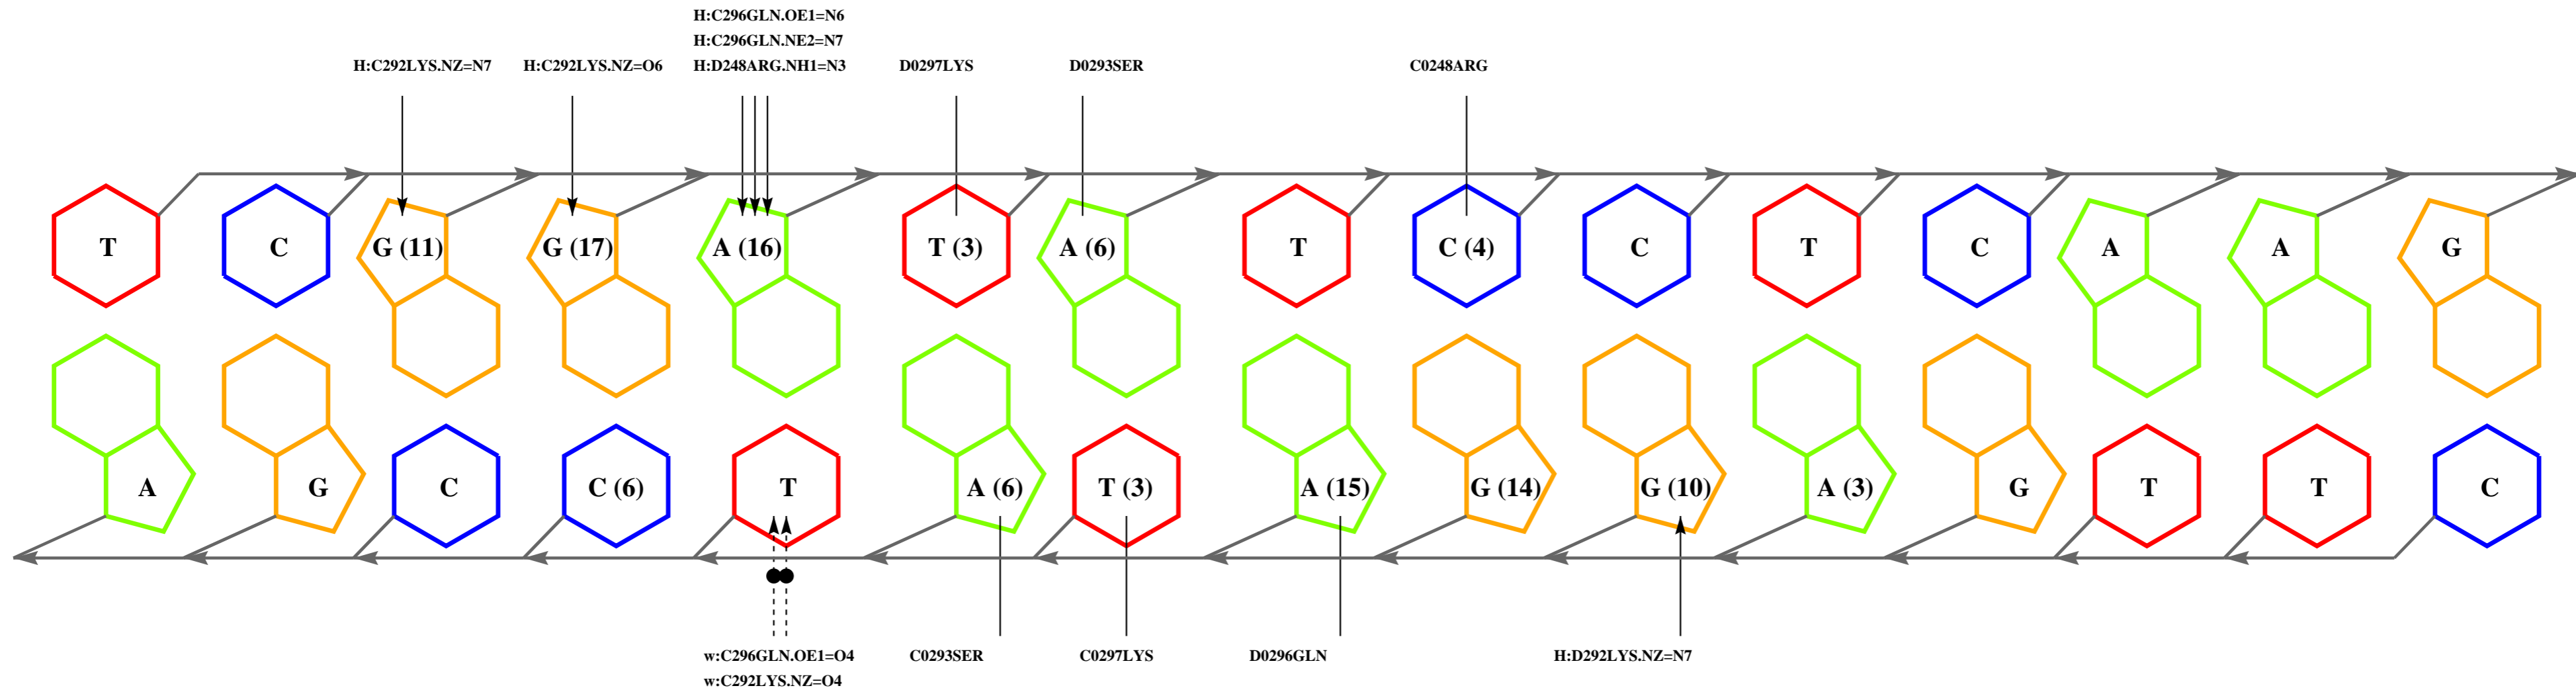 H:C296GLN.OE1=N6
H:C296GLN.NE2=N7
H:C292LYS.NZ=N7 H:C292LYS.NZ=O6 H:D248ARG.NH1=N3 D0297LYS D0293SER C0248ARG
T C G (11) G (17) A (16) T (3) A (6) T C (4) C T C A A G
A G C C (6) T A (6) T (3) A (15) G (14) G (10) A (3) G T T C
w:C296GLN.OE1=O4 C0293SER C0297LYS D0296GLN H:D292LYS.NZ=N7
w:C292LYS.NZ=O4